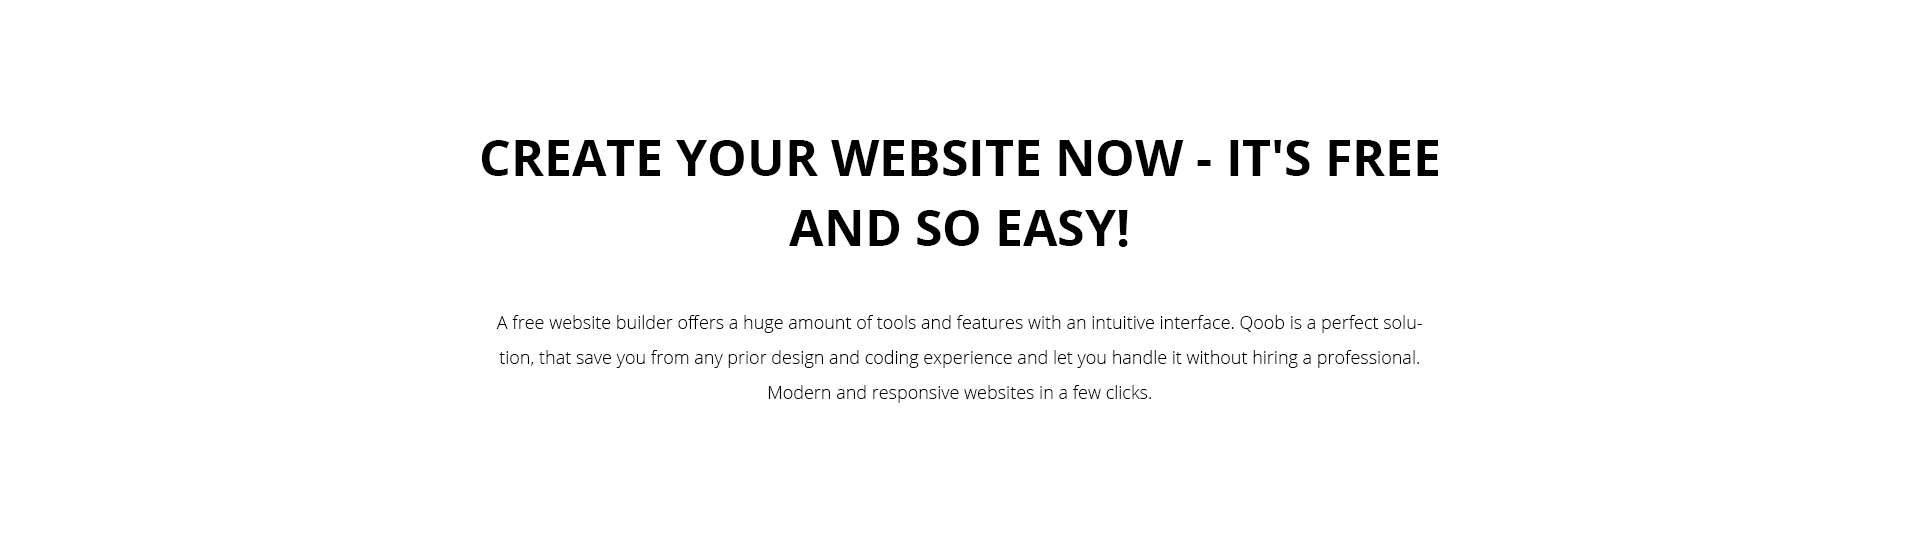 CREATE YOUR WEBSITE NOW - IT'S FREE
AND SO EASY!
A free website builder offers a huge amount of tools and features with an intuitive interface. Qoob is a perfect solu-
tion, that save you from any prior design and coding experience and let you handle it without hiring a professional.
Modern and responsive websites in a few clicks.